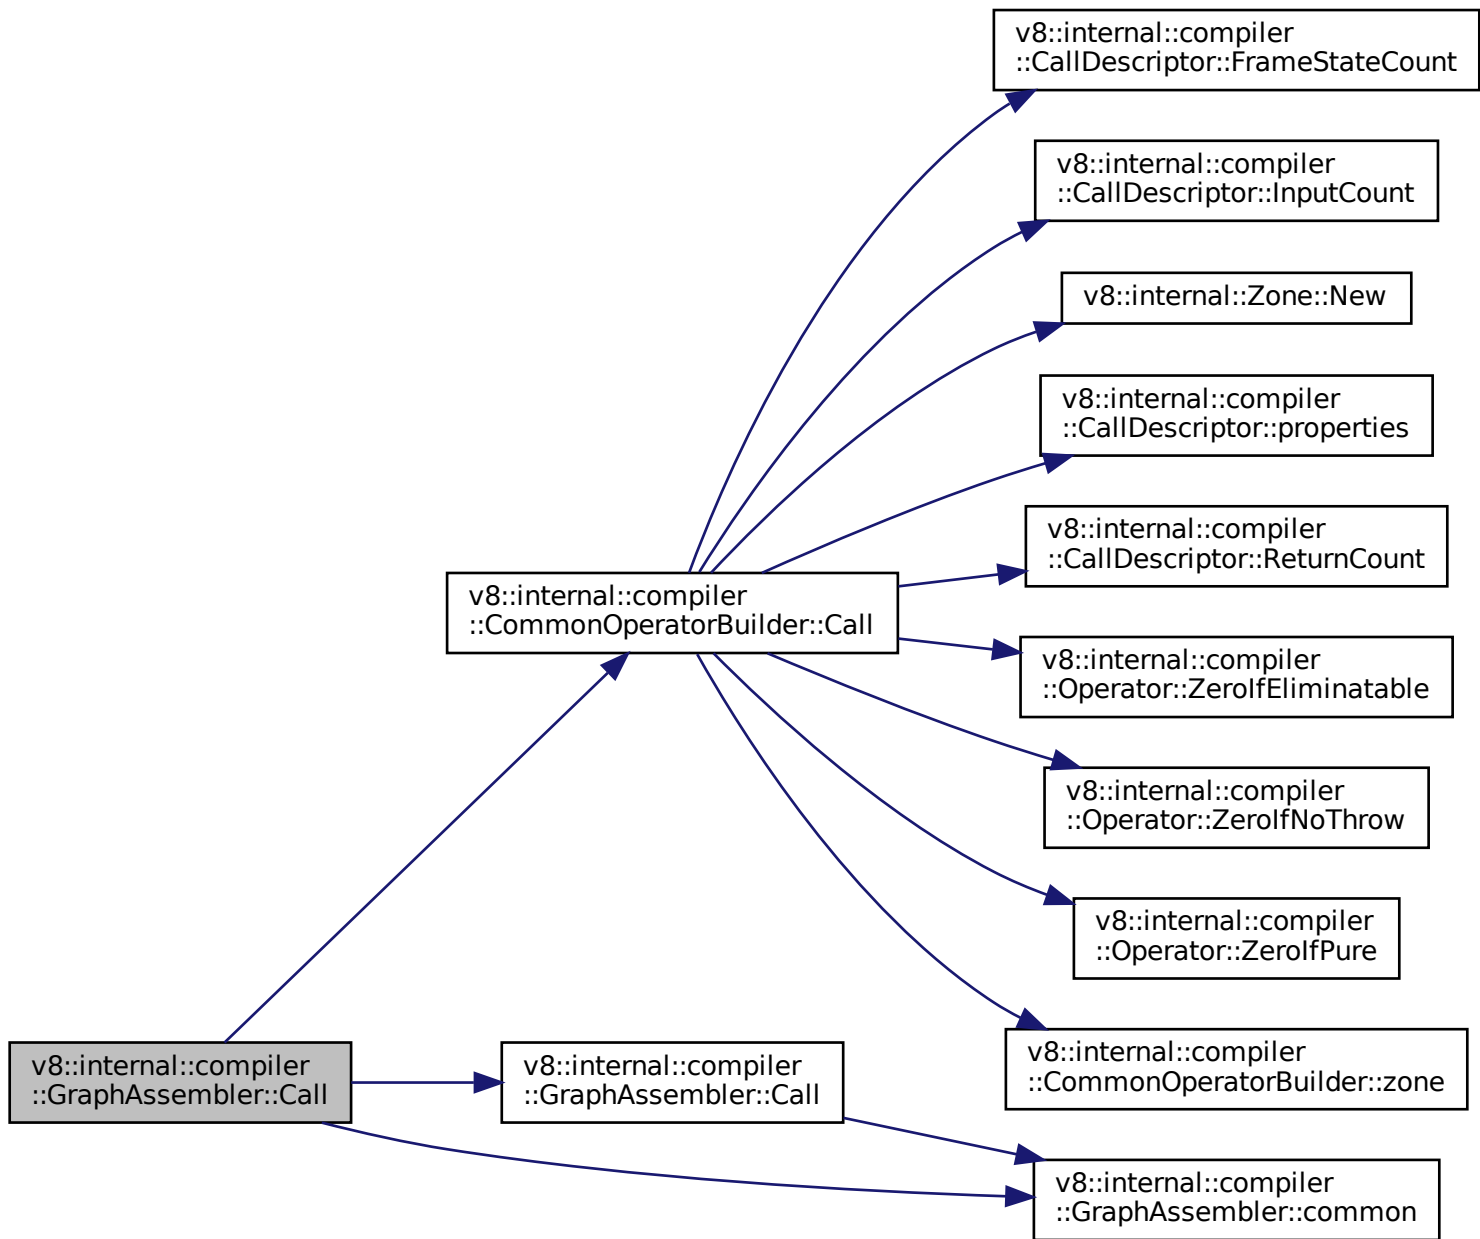 v8::internal::compiler
::CallDescriptor::FrameStateCount
v8::internal::compiler
::CallDescriptor::InputCount
v8::internal::Zone::New
v8::internal::compiler
::CallDescriptor::properties
v8::internal::compiler
::CallDescriptor::ReturnCount
v8::internal::compiler
::CommonOperatorBuilder::Call
v8::internal::compiler
::Operator::ZeroIfEliminatable
v8::internal::compiler
::Operator::ZeroIfNoThrow
v8::internal::compiler
::Operator::ZeroIfPure
v8::internal::compiler
::CommonOperatorBuilder::zone
v8::internal::compiler
::GraphAssembler::Call
v8::internal::compiler
::GraphAssembler::Call
v8::internal::compiler
::GraphAssembler::common